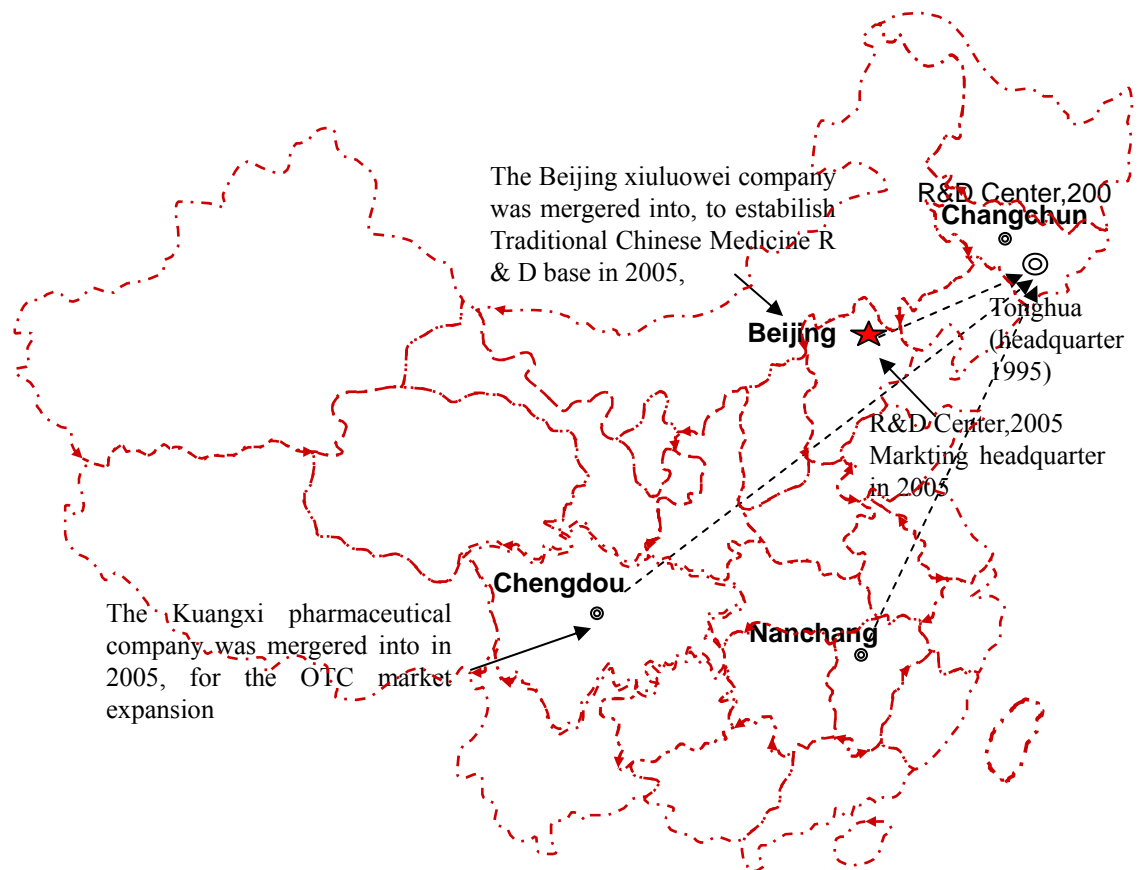 The Beijing xiuluowei company
was mergered into, to estabilish
Traditional Chinese Medicine R
& D base in 2005,
R&D Center,200
Changchun
Tonghua
(headquarter
1995)
Beijing
R&D Center,2005
Markting headquarter
in 2005
Chengdou
The Kuangxi pharmaceutical
company was mergered into in
2005, for the OTC market
expansion
Nanchang